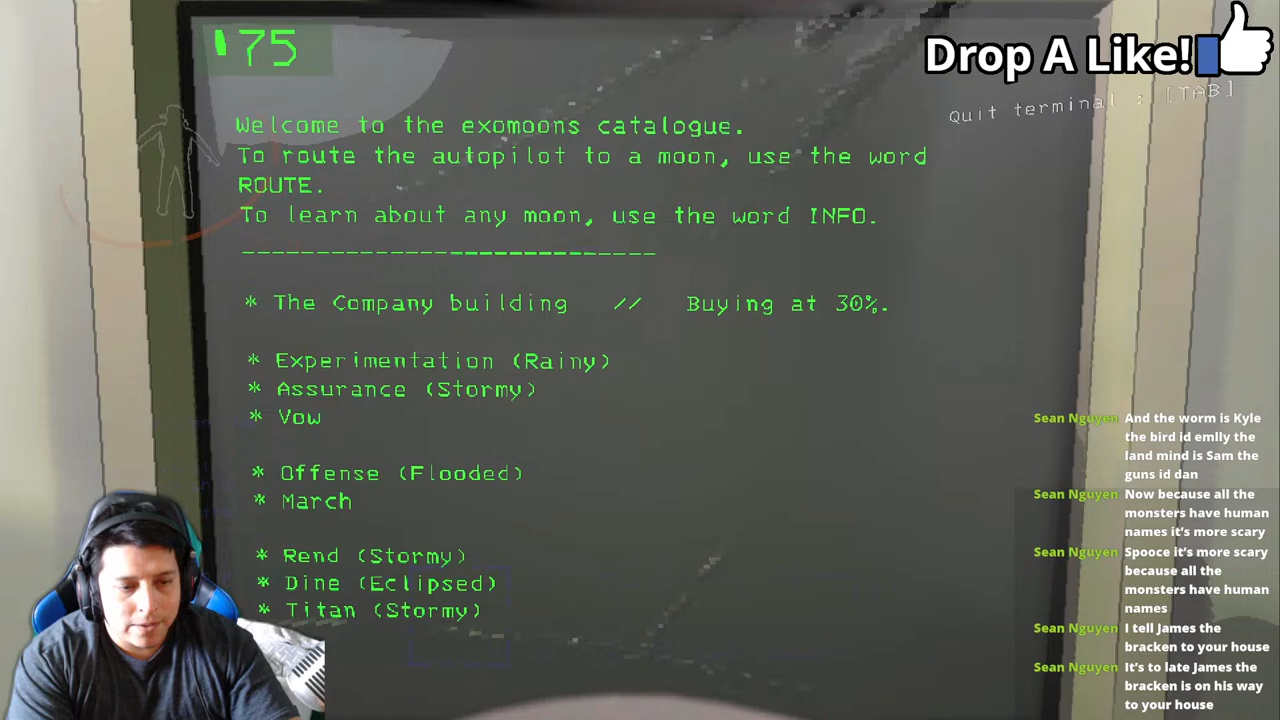 75
Drop A Like!
Quit terminal : [TAB]
Welcome to the exomoons catalogue.
To route the autopilot to a moon, use the word
ROUTE.
To learn about any moon, use the word INFO.
----------------------------
* The Company building // Buying at 30%.
* Experimentation (Rainy)
* Assurance (Stormy)
* Vow
* Offense (Flooded)
* March
* Rend (Stormy)
* Dine (Eclipsed)
* Titan (Stormy)
Sean Nguyen And the worm is Kyle
the bird id emlly the
land mind is Sam the
guns id dan
Sean Nguyen Now because all the
monsters have human
names it's more scary
Sean Nguyen Spooce it's more scary
because all the
monsters have human
names
Sean Nguyen I tell James the
bracken to your house
Sean Nguyen It's to late James the
bracken is on his way
to your house